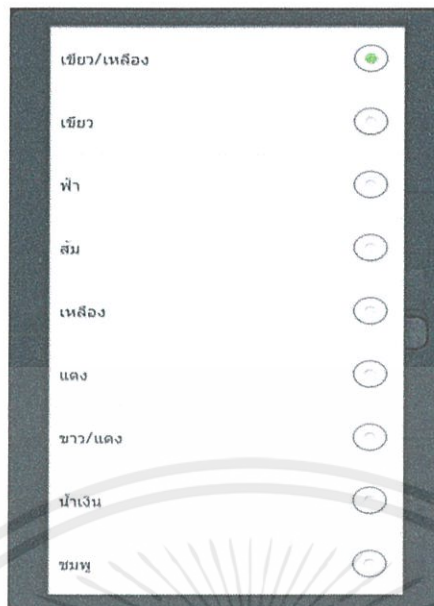 เขียว/เหลือง
เขียว
ฟ้า
ส้ม
เหลือง
แดง
ขาว/แดง
น้ำเงิน
ชมพู